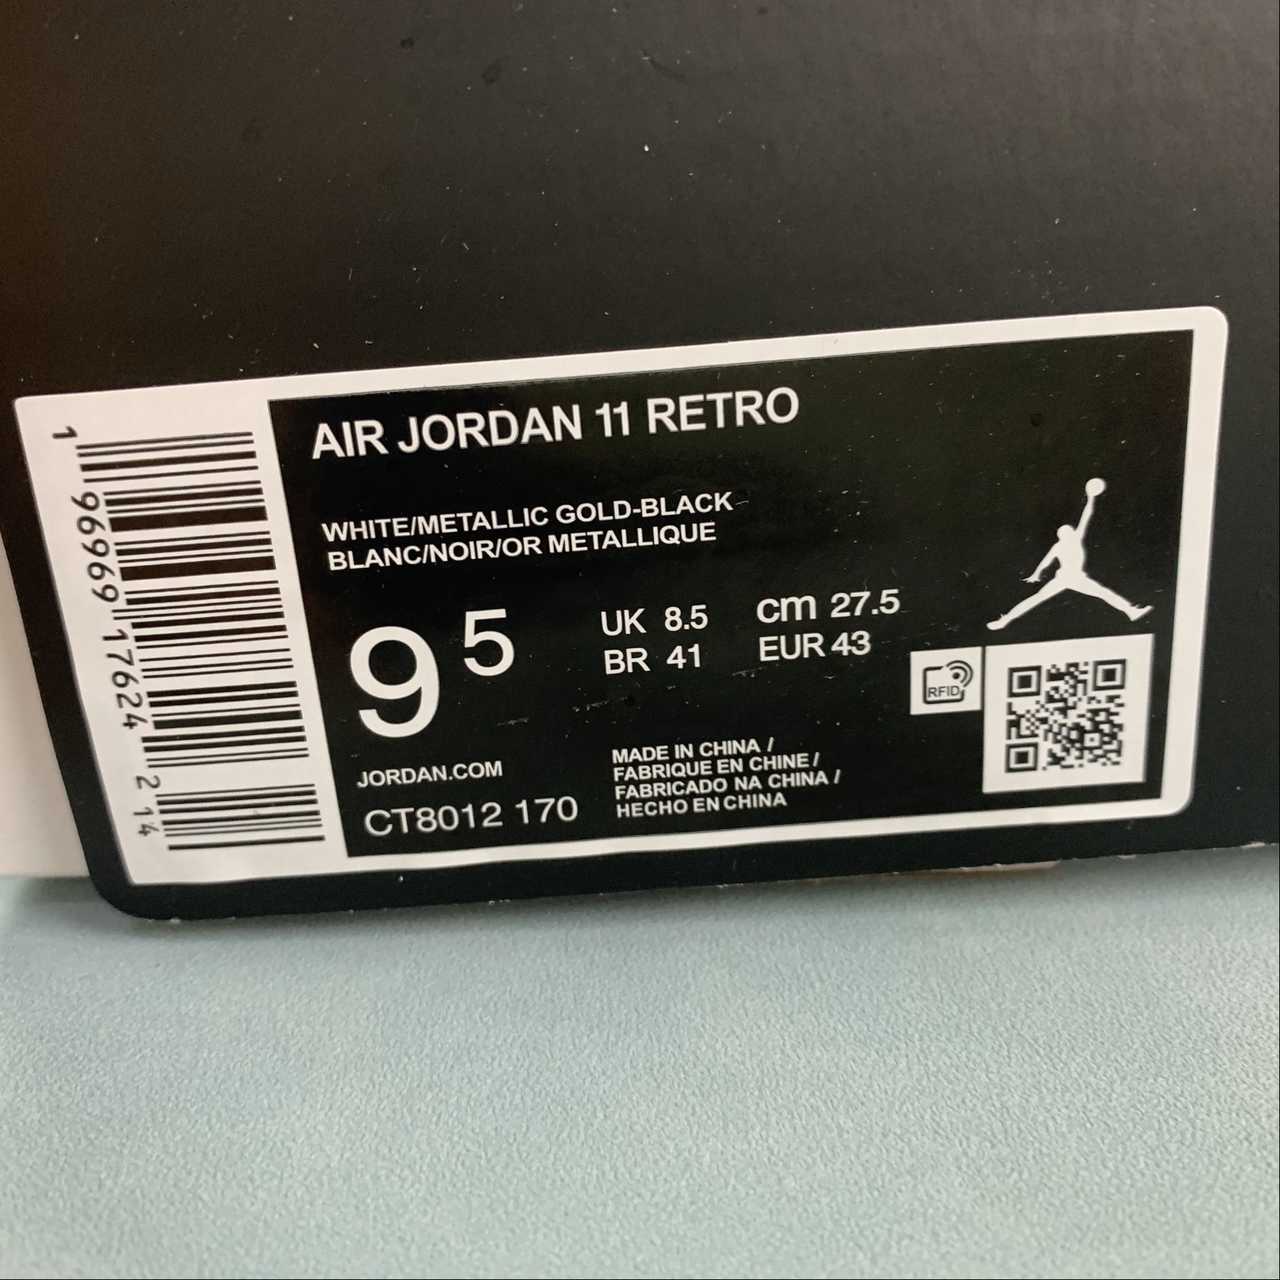 AIR JORDAN 11 RETRO
WHITE/METALLIC GOLD-BLACK
BLANC/NOIR/OR METALLIQUE
9 5
UK 8.5
cm 27.5
BR 41
EUR 43
RFID
JORDAN.COM
CT8012 170
MADE IN CHINA /
FABRIQUE EN CHINE /
FABRICADO NA CHINA /
HECHO EN CHINA
1 96969 17624 2 14